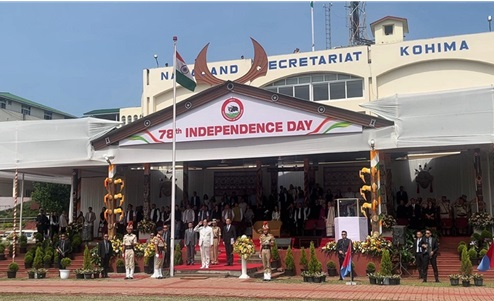 NAGALAND SECRETARIAT KOHIMA
78th INDEPENDENCE DAY